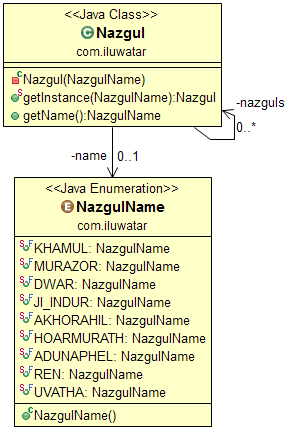 <<Java Class>>
C Nazgul
com.iluwatar
C Nazgul(NazgulName)
S getInstance(NazgulName):Nazgul
getName():NazgulName
-nazguls
0..*
-name 0..1
<<Java Enumeration>>
E NazgulName
com.iluwatar
S F KHAMUL: NazgulName
S F MURAZOR: NazgulName
S F DWAR: NazgulName
S F JI_INDUR: NazgulName
S F AKHORAHIL: NazgulName
S F HOARMURATH: NazgulName
S F ADUNAPHEL: NazgulName
S F REN: NazgulName
S F UVATHA: NazgulName
C NazgulName()